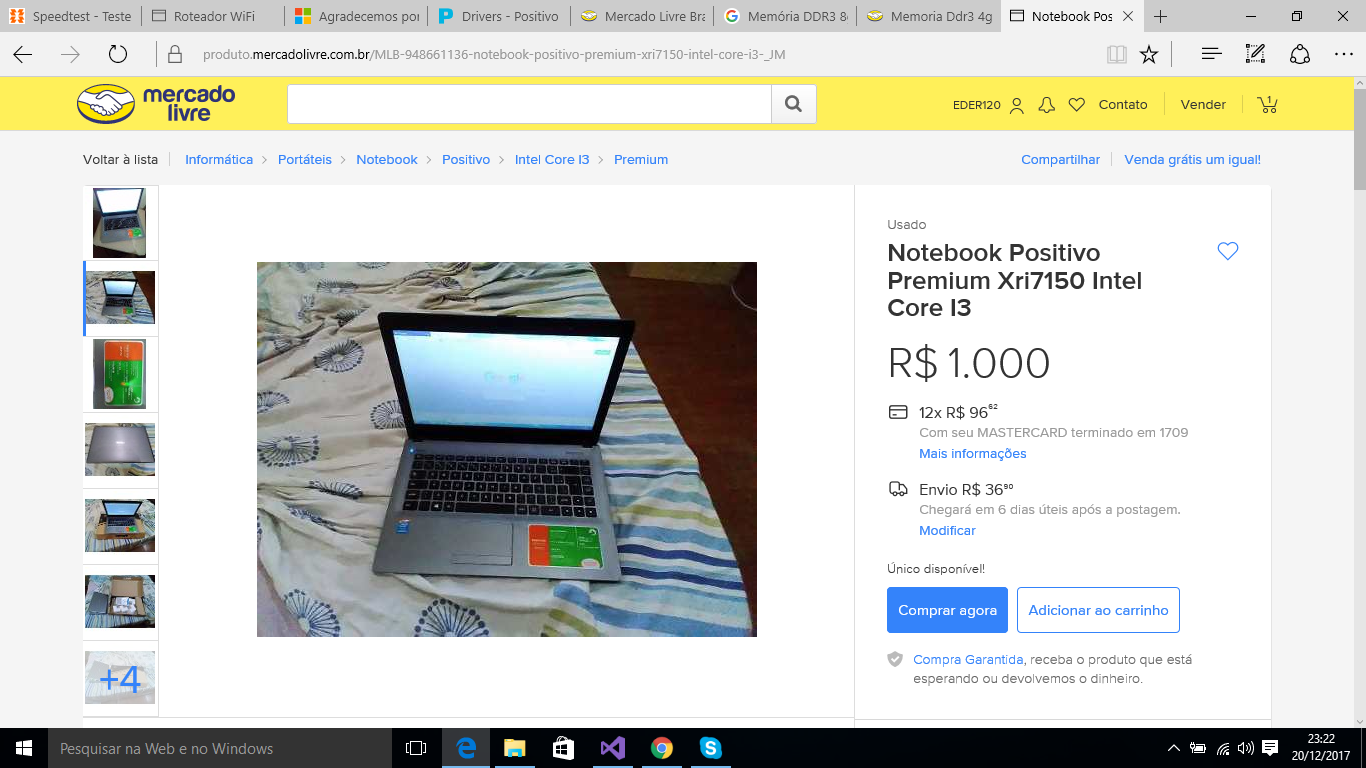 Speedtest - Teste
Roteador WiFi
Agradecemos por
Drivers - Positivo
Mercado Livre Bra
Memória DDR3 8
Memoria Ddr3 4g
Notebook Pos
produto.mercadolivre.com.br/MLB-948661136-notebook-positivo-premium-xri7150-intel-core-i3-_JM
mercado
livre
EDER120
Contato
Vender
1
Voltar à lista
Informática
Portáteis
Notebook
Positivo
Intel Core I3
Premium
Compartilhar
Venda grátis um igual!
Usado
Notebook Positivo
Premium Xri7150 Intel
Core I3
R$ 1.000
12x R$ 96⁶²
Com seu MASTERCARD terminado em 1709
Mais informações
Envio R$ 36⁹⁰
Chegará em 6 dias úteis após a postagem.
Modificar
Único disponível!
Comprar agora
Adicionar ao carrinho
Compra Garantida, receba o produto que está
esperando ou devolvemos o dinheiro.
Google
+4
Pesquisar na Web e no Windows
23:22
20/12/2017